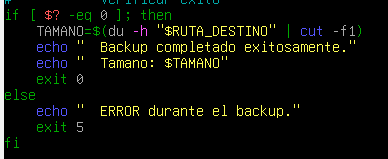 # Verificar exito
if [ $? -eq 0 ]; then
    TAMANO=$(du -h "$RUTA_DESTINO" | cut -f1)
    echo "  Backup completado exitosamente."
    echo "  Tamano: $TAMANO"
    exit 0
else
    echo "  ERROR durante el backup."
    exit 5
fi